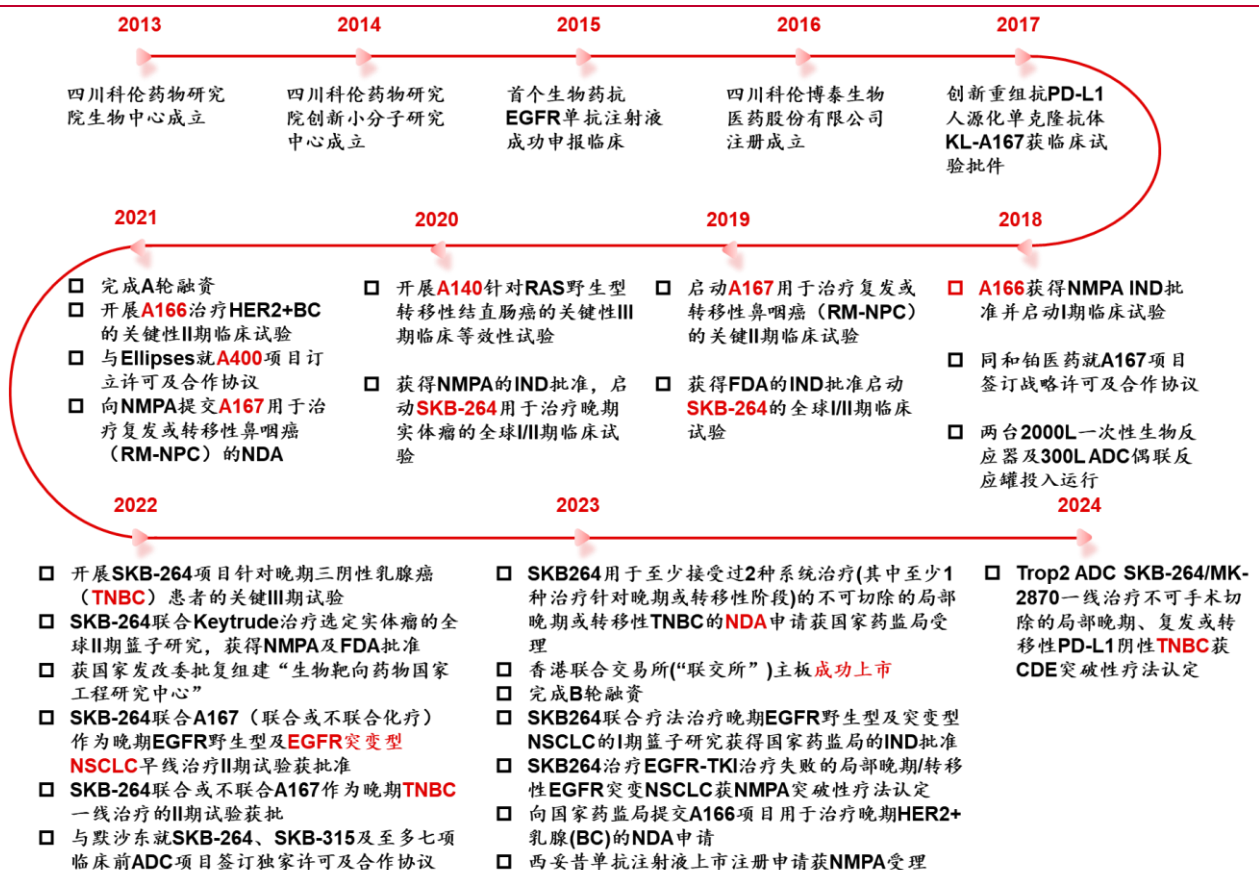 2013
2014
2015
2016
2017
四川科伦药物研究
院生物中心成立
四川科伦药物研究
院创新小分子研究
中心成立
首个生物药抗
EGFR单抗注射液
成功申报临床
四川科伦博泰生物
医药股份有限公司
注册成立
创新重组抗PD-L1
人源化单克隆抗体
KL-A167获临床试
验批件
2021
2020
2019
2018
完成A轮融资
开展A166治疗HER2+BC
的关键性II期临床试验
与Ellipses就A400项目订
立许可及合作协议
向NMPA提交A167用于治
疗复发或转移性鼻咽癌
（RM-NPC）的NDA
开展A140针对RAS野生型
转移性结直肠癌的关键性III
期临床等效性试验
获得NMPA的IND批准，启
动SKB-264用于治疗晚期
实体瘤的全球I/II期临床试
验
启动A167用于治疗复发或
转移性鼻咽癌（RM-NPC）
的关键II期临床试验
获得FDA的IND批准启动
SKB-264的全球I/II期临床
试验
A166获得NMPA IND批
准并启动I期临床试验
同和铂医药就A167项目
签订战略许可及合作协议
两台2000L一次性生物反
应器及300L ADC偶联反
应罐投入运行
2022
2023
2024
开展SKB-264项目针对晚期三阴性乳腺癌
（TNBC）患者的关键III期试验
SKB-264联合Keytrude治疗选定实体瘤的全
球II期篮子研究，获得NMPA及FDA批准
获国家发改委批复组建“生物靶向药物国家
工程研究中心”
SKB-264联合A167（联合或不联合化疗）
作为晚期EGFR野生型及EGFR突变型
NSCLC早线治疗II期试验获批准
SKB-264联合或不联合A167作为晚期TNBC
一线治疗的II期试验获批
与默沙东就SKB-264、SKB-315及至多七项
临床前ADC项目签订独家许可及合作协议
SKB264用于至少接受过2种系统治疗(其中至少1
种治疗针对晚期或转移性阶段)的不可切除的局部
晚期或转移性TNBC的NDA申请获国家药监局受
理
香港联合交易所(“联交所”)主板成功上市
完成B轮融资
SKB264联合疗法治疗晚期EGFR野生型及突变型
NSCLC的I期篮子研究获得国家药监局的IND批准
SKB264治疗EGFR-TKI治疗失败的局部晚期/转移
性EGFR突变NSCLC获NMPA突破性疗法认定
向国家药监局提交A166项目用于治疗晚期HER2+
乳腺(BC)的NDA申请
西妥昔单抗注射液上市注册申请获NMPA受理
Trop2 ADC SKB-264/MK-
2870一线治疗不可手术切
除的局部晚期、复发或转
移性PD-L1阴性TNBC获
CDE突破性疗法认定